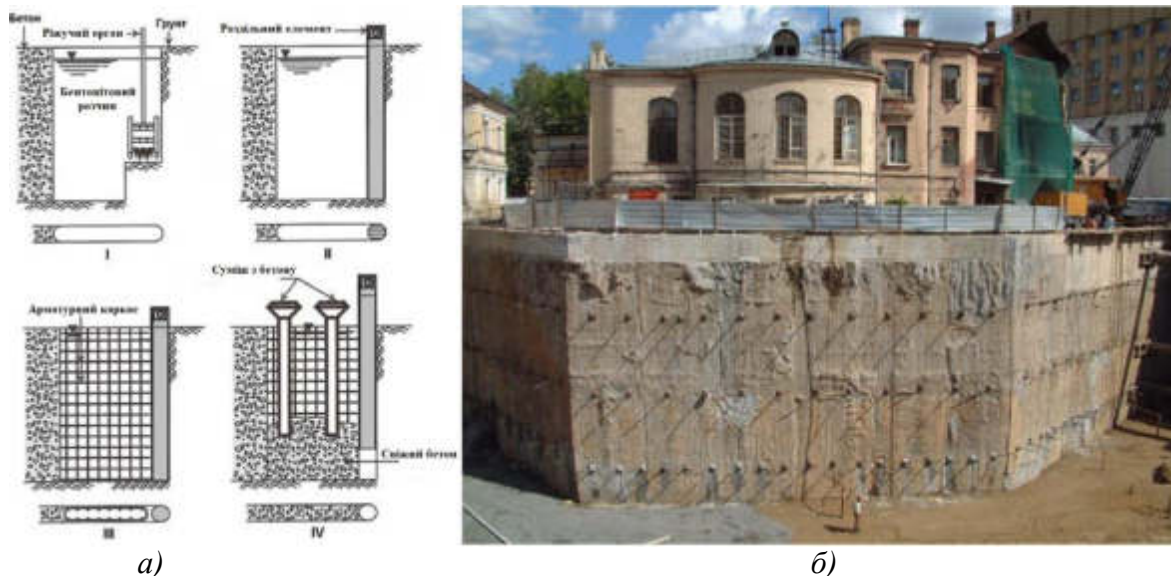 Бетон
Ріжучий орган
Грунт
Бентонітовий
розчин
I
Роздільний елемент
II
Арматурний каркас
III
Суміш з бетону
Свіжий бетон
IV
а)
б)